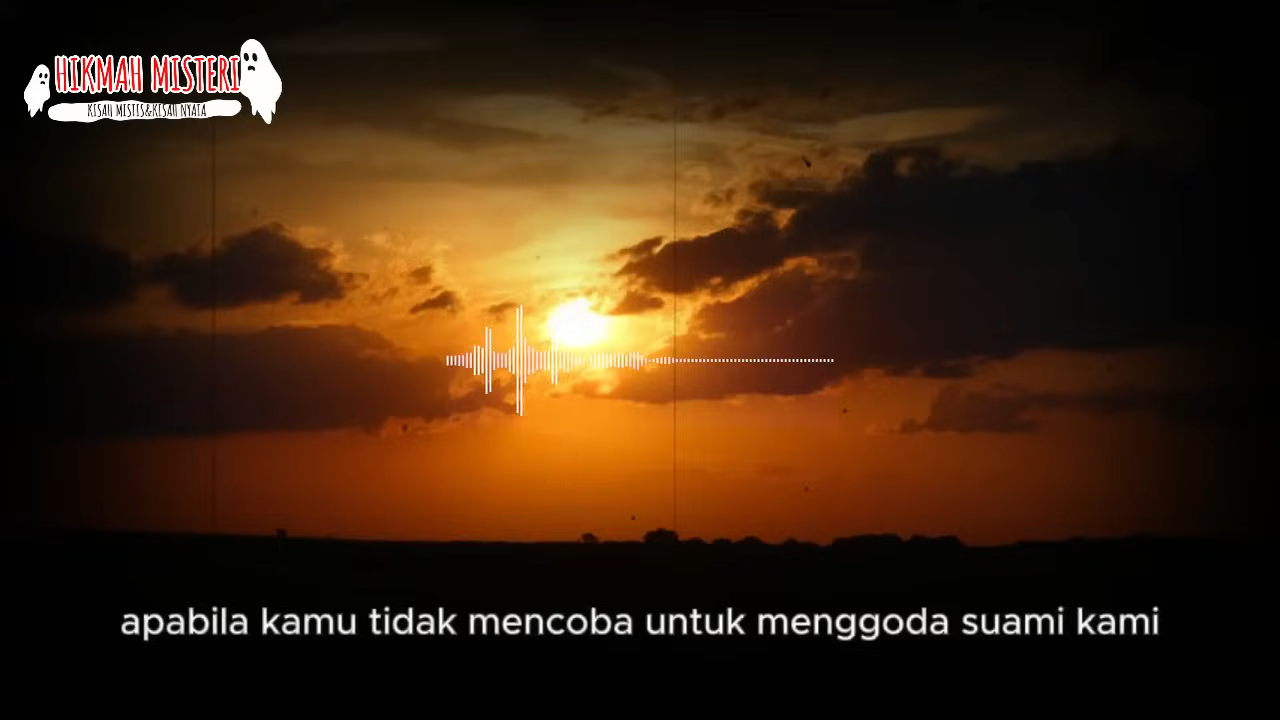 HIKMAH MISTERI
KISAH MISTIS&KISAH NYATA
apabila kamu tidak mencoba untuk menggoda suami kami